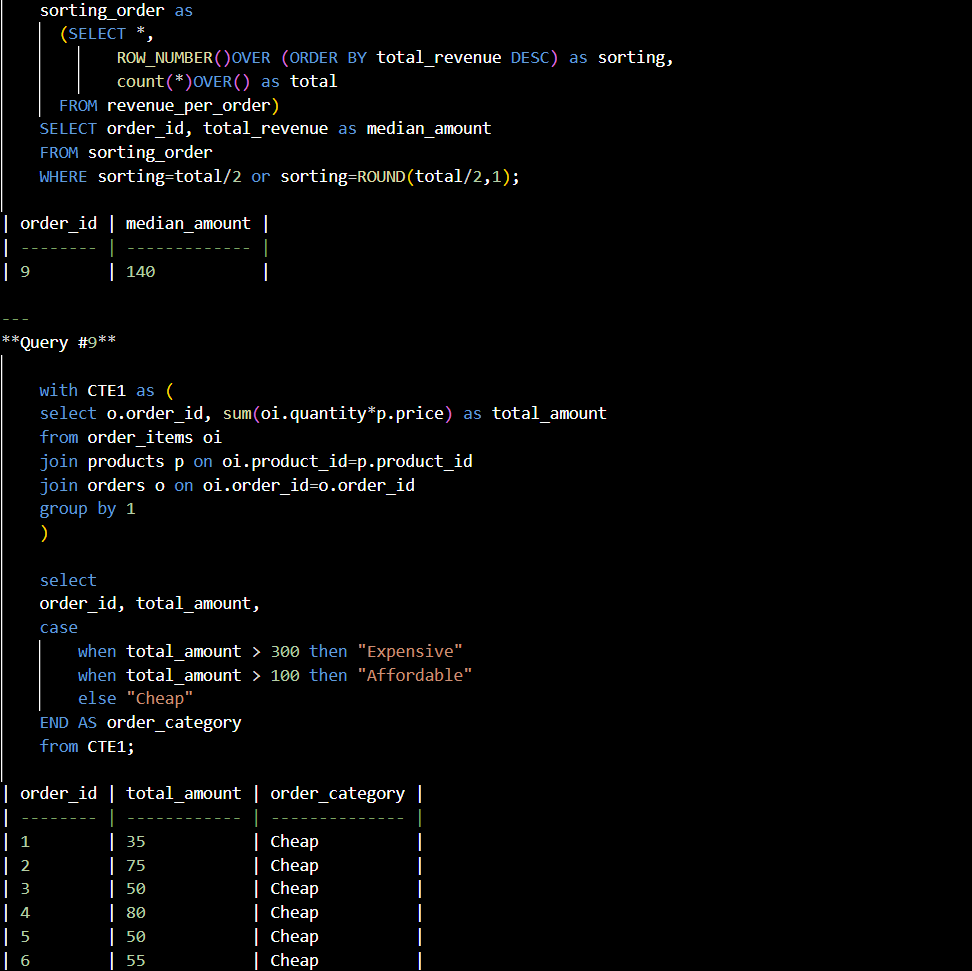 sorting_order as
(SELECT *,
ROW_NUMBER()OVER (ORDER BY total_revenue DESC) as sorting,
count(*)OVER() as total
FROM revenue_per_order)
SELECT order_id, total_revenue as median_amount
FROM sorting_order
WHERE sorting=total/2 or sorting=ROUND(total/2,1);
| order_id | median_amount |
| -------- | ------------- |
| 9 | 140 |
---
**Query #9**
with CTE1 as (
select o.order_id, sum(oi.quantity*p.price) as total_amount
from order_items oi
join products p on oi.product_id=p.product_id
join orders o on oi.order_id=o.order_id
group by 1
)
select
order_id, total_amount,
case
when total_amount > 300 then "Expensive"
when total_amount > 100 then "Affordable"
else "Cheap"
END AS order_category
from CTE1;
| order_id | total_amount | order_category |
| -------- | ------------ | -------------- |
| 1 | 35 | Cheap |
| 2 | 75 | Cheap |
| 3 | 50 | Cheap |
| 4 | 80 | Cheap |
| 5 | 50 | Cheap |
| 6 | 55 | Cheap |